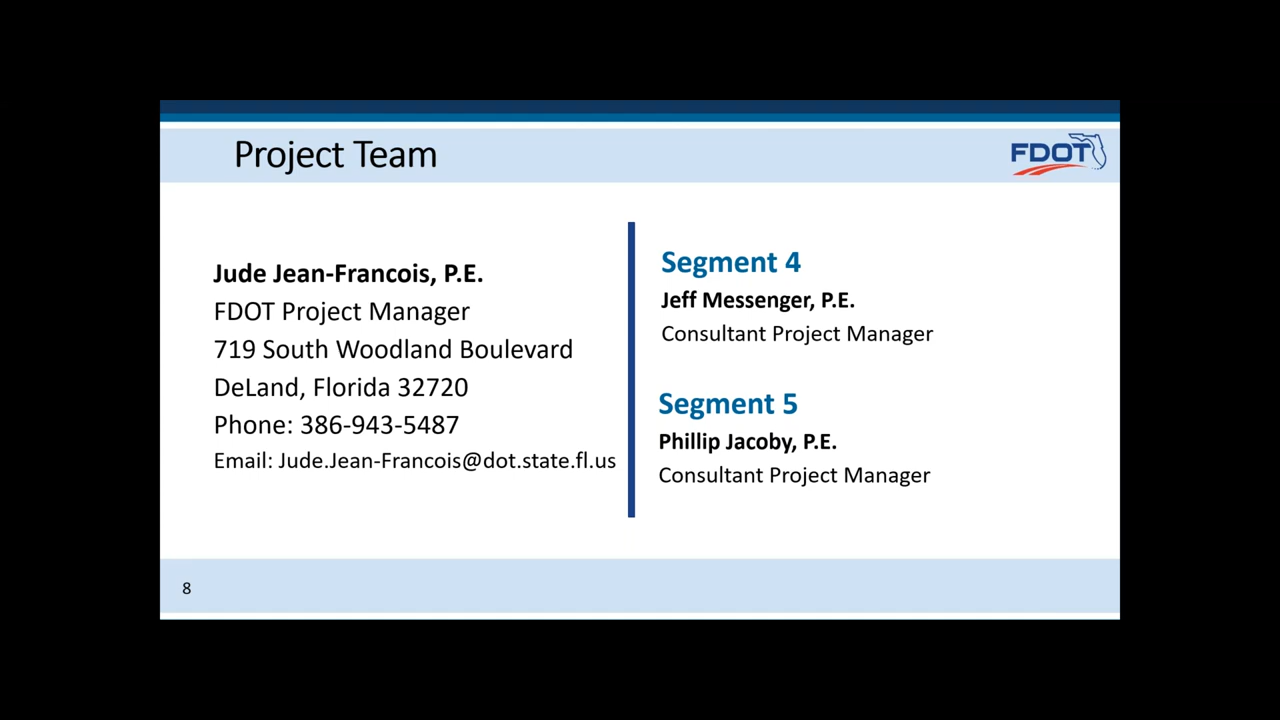 Project Team
FDOT
Jude Jean-Francois, P.E.
FDOT Project Manager
719 South Woodland Boulevard
DeLand, Florida 32720
Phone: 386-943-5487
Email: Jude.Jean-Francois@dot.state.fl.us
Segment 4
Jeff Messenger, P.E.
Consultant Project Manager
Segment 5
Phillip Jacoby, P.E.
Consultant Project Manager
8